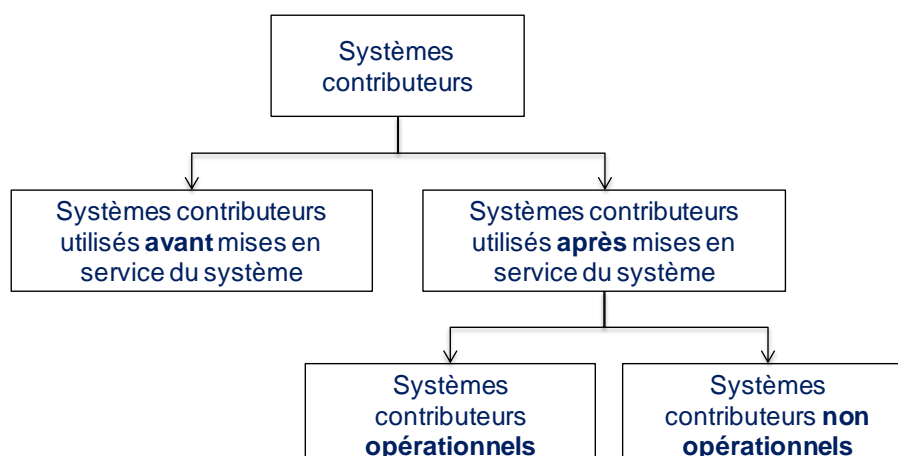 Systèmes
contributeurs
Systèmes contributeurs
utilisés avant mises en
service du système
Systèmes contributeurs
utilisés après mises en
service du système
Systèmes
contributeurs
opérationnels
Systèmes
contributeurs non
opérationnels